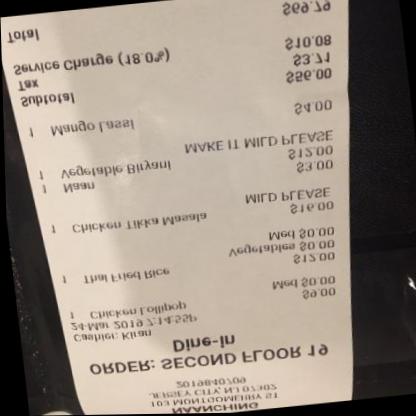 NAANCHING
103 MONTGOMERY ST
JERSEY CITY, NJ 07302
2019840709
ORDER: SECOND FLOOR 19
Dine-in
Cashier: Kiran
24-Mar-2019 7:14:55P
1 Chicken Lollipop $9.00
Med $0.00
1 Thai Fried Rice $12.00
Vegetables $0.00
Med $0.00
1 Chicken Tikka Masala $16.00
MILD PLEASE
1 Naan $3.00
1 Vegetable Biryani $12.00
MAKE IT MILD PLEASE
1 Mango Lassi $4.00
Subtotal $56.00
Tax $3.71
Service Charge (18.0%) $10.08
Total $69.79